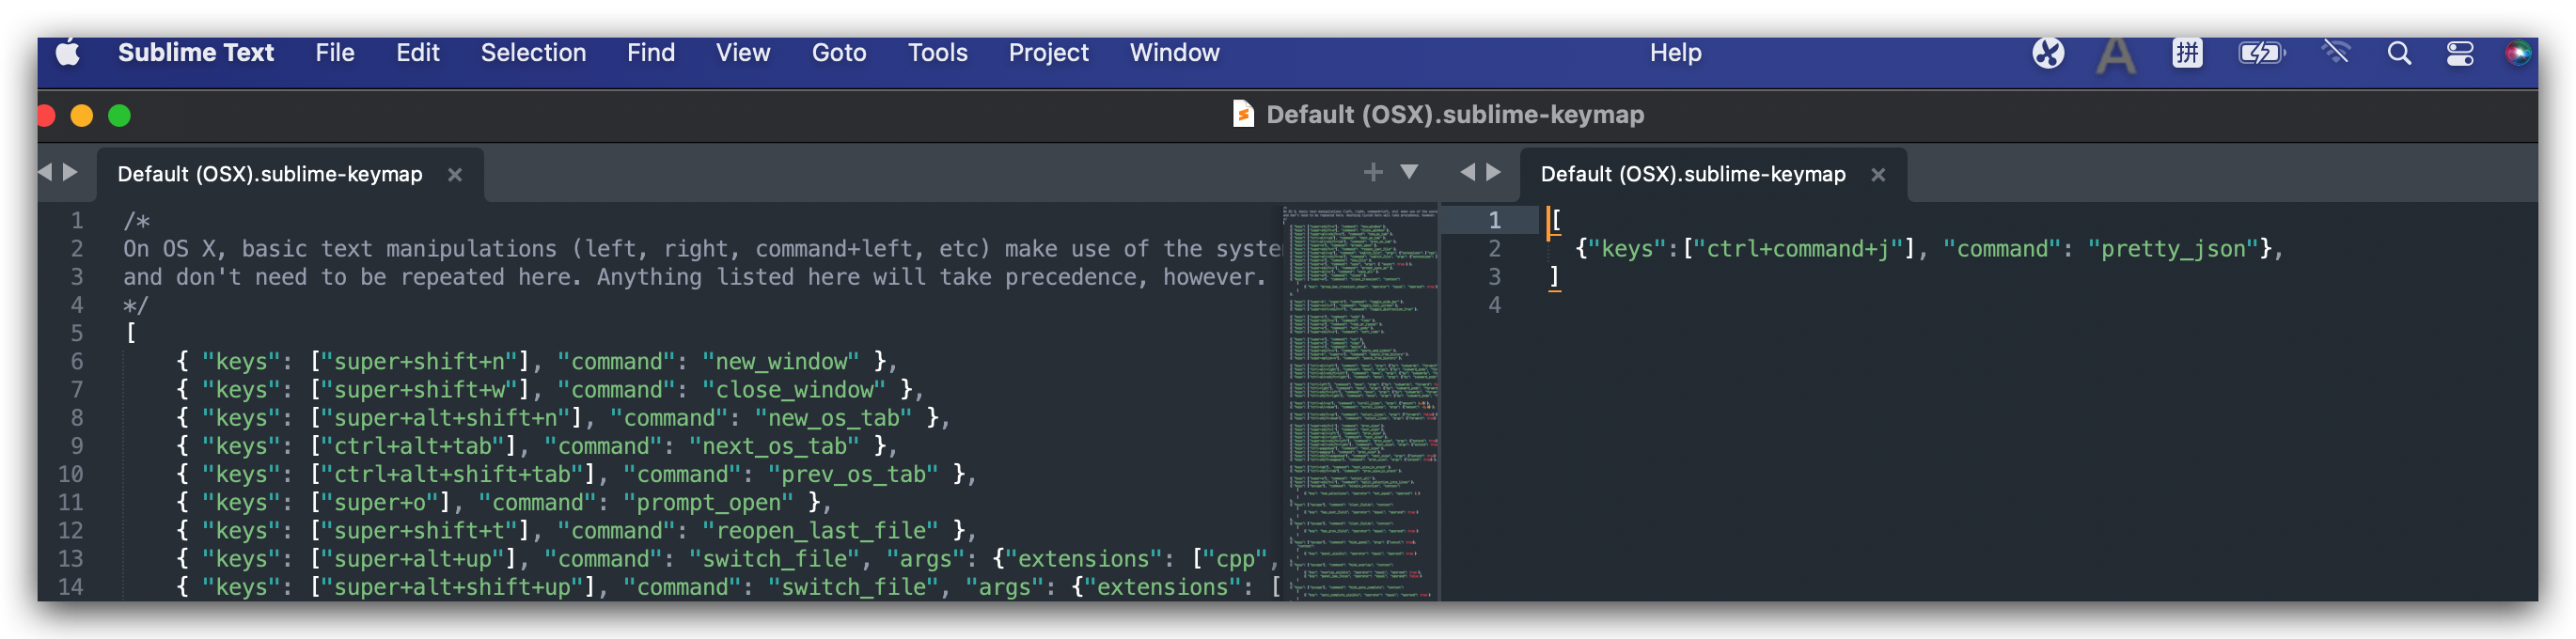 Sublime Text File Edit Selection Find View Goto Tools Project Window Help 拼
Default (OSX).sublime-keymap
Default (OSX).sublime-keymap
1 /*
2 On OS X, basic text manipulations (left, right, command+left, etc) make use of the system
3 and don't need to be repeated here. Anything listed here will take precedence, however.
4 */
5 [
6 { "keys": ["super+shift+n"], "command": "new_window" },
7 { "keys": ["super+shift+w"], "command": "close_window" },
8 { "keys": ["super+alt+shift+n"], "command": "new_os_tab" },
9 { "keys": ["ctrl+alt+tab"], "command": "next_os_tab" },
10 { "keys": ["ctrl+alt+shift+tab"], "command": "prev_os_tab" },
11 { "keys": ["super+o"], "command": "prompt_open" },
12 { "keys": ["super+shift+t"], "command": "reopen_last_file" },
13 { "keys": ["super+alt+up"], "command": "switch_file", "args": {"extensions": ["cpp",
14 { "keys": ["super+alt+shift+up"], "command": "switch_file", "args": {"extensions": [
Default (OSX).sublime-keymap
1 [
2 {"keys":["ctrl+command+j"], "command": "pretty_json"},
3 ]
4